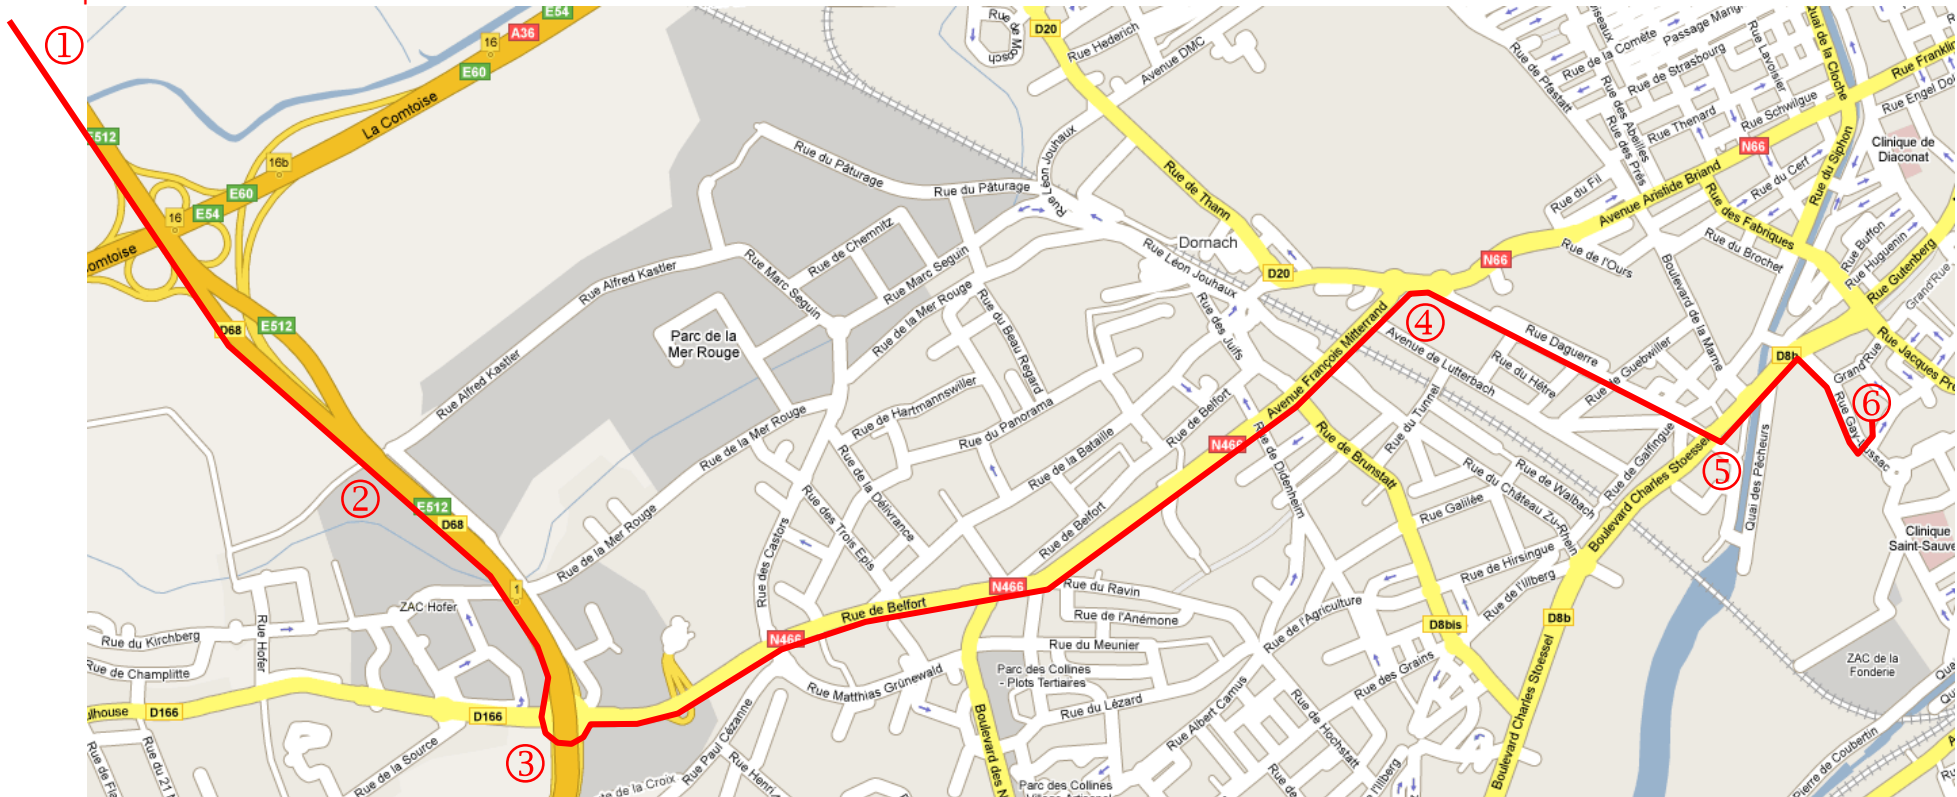 ①
E54
A36
16
E60
La Comtoise
E512
16b
E60
E54
16
Comtoise
D68
E512
②
E512
D68
1
③
D20
Rue Hederich
Avenue DMC
Rue de Thann
Rue Léon Jouhaux
Rue du Pâturage
Rue du Pâturage
Rue de Chemnitz
Rue Marc Seguin
Rue Marc Seguin
Rue Alfred Kastler
Rue Alfred Kastler
Parc de la
Mer Rouge
Rue de la Mer Rouge
Rue du Beau Regard
Rue de Hartmannswiller
Rue du Panorama
Rue de la Mer Rouge
Rue de la Mer Rouge
Rue de la Bataille
Rue de Belfort
Rue de la Délivrance
Rue des Trois Epis
Rue des Castors
Rue de Belfort
N466
Rue de Belfort
N466
N466
Dornach
D20
Rue Léon Jouhaux
Rue des Juifs
Avenue François Mitterrand
④
Avenue de Lutterbach
Rue Daguerre
Rue du Hêtre
Rue de Guebwiller
Rue du Tunnel
Rue de Brunstatt
Rue de Didenheim
Rue Galilée
Rue du Château Zu-Rhein
Rue de Walbach
Rue de Galfingue
Rue de Hirsingue
Rue de l'Illberg
Boulevard Charles Stoessel
⑤
Quai des Pêcheurs
D8b
⑥
Grand'Rue
Rue Gay-Lussac
N66
Rue de l'Ours
Rue du Fil
Avenue Aristide Briand
N66
Boulevard de la Marne
Rue du Brochet
Rue des Fabriques
Rue du Cerf
Rue Thenard
Rue Schwilgue
Rue des Abeilles
Rue des Prés
Rue de Pfastatt
Rue de la Comète
Rue de Strasbourg
Rue Lavoisier
Quai de la Cloche
Rue Franklin
Rue du Siphon
Clinique de
Diaconat
Rue Buffon
Rue Huguenin
Rue Gutenberg
Rue du Kirchberg
Rue de Champlitte
Rue Hofer
ZAC Hofer
D166
D166
Rue de la Source
Rue Paul Cézanne
Rue Matthias Grünewald
Rue du Ravin
Rue de l'Anémone
Rue du Meunier
Parc des Collines
- Plots Tertiaires
Rue du Lézard
Rue Albert Camus
Rue de l'Agriculture
Rue de Hochstatt
Rue des Grains
D8bis
D8b
Boulevard Charles Stoessel
Parc des Collines
ZAC de la
Fonderie
Clinique